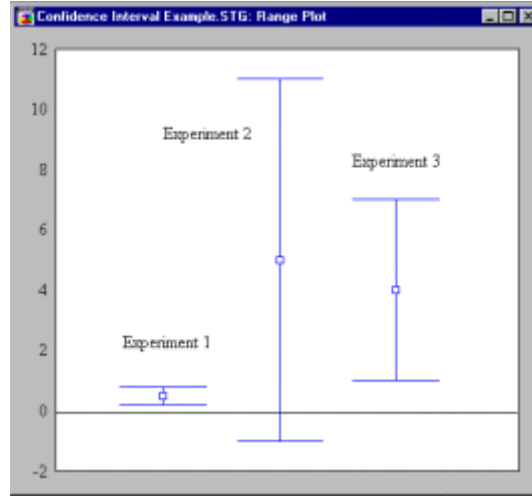 Confidence Interval Example.STG: Range Plot
12
10
Experiment 2
Experiment 3
8
6
4
Experiment 1
2
0
-2